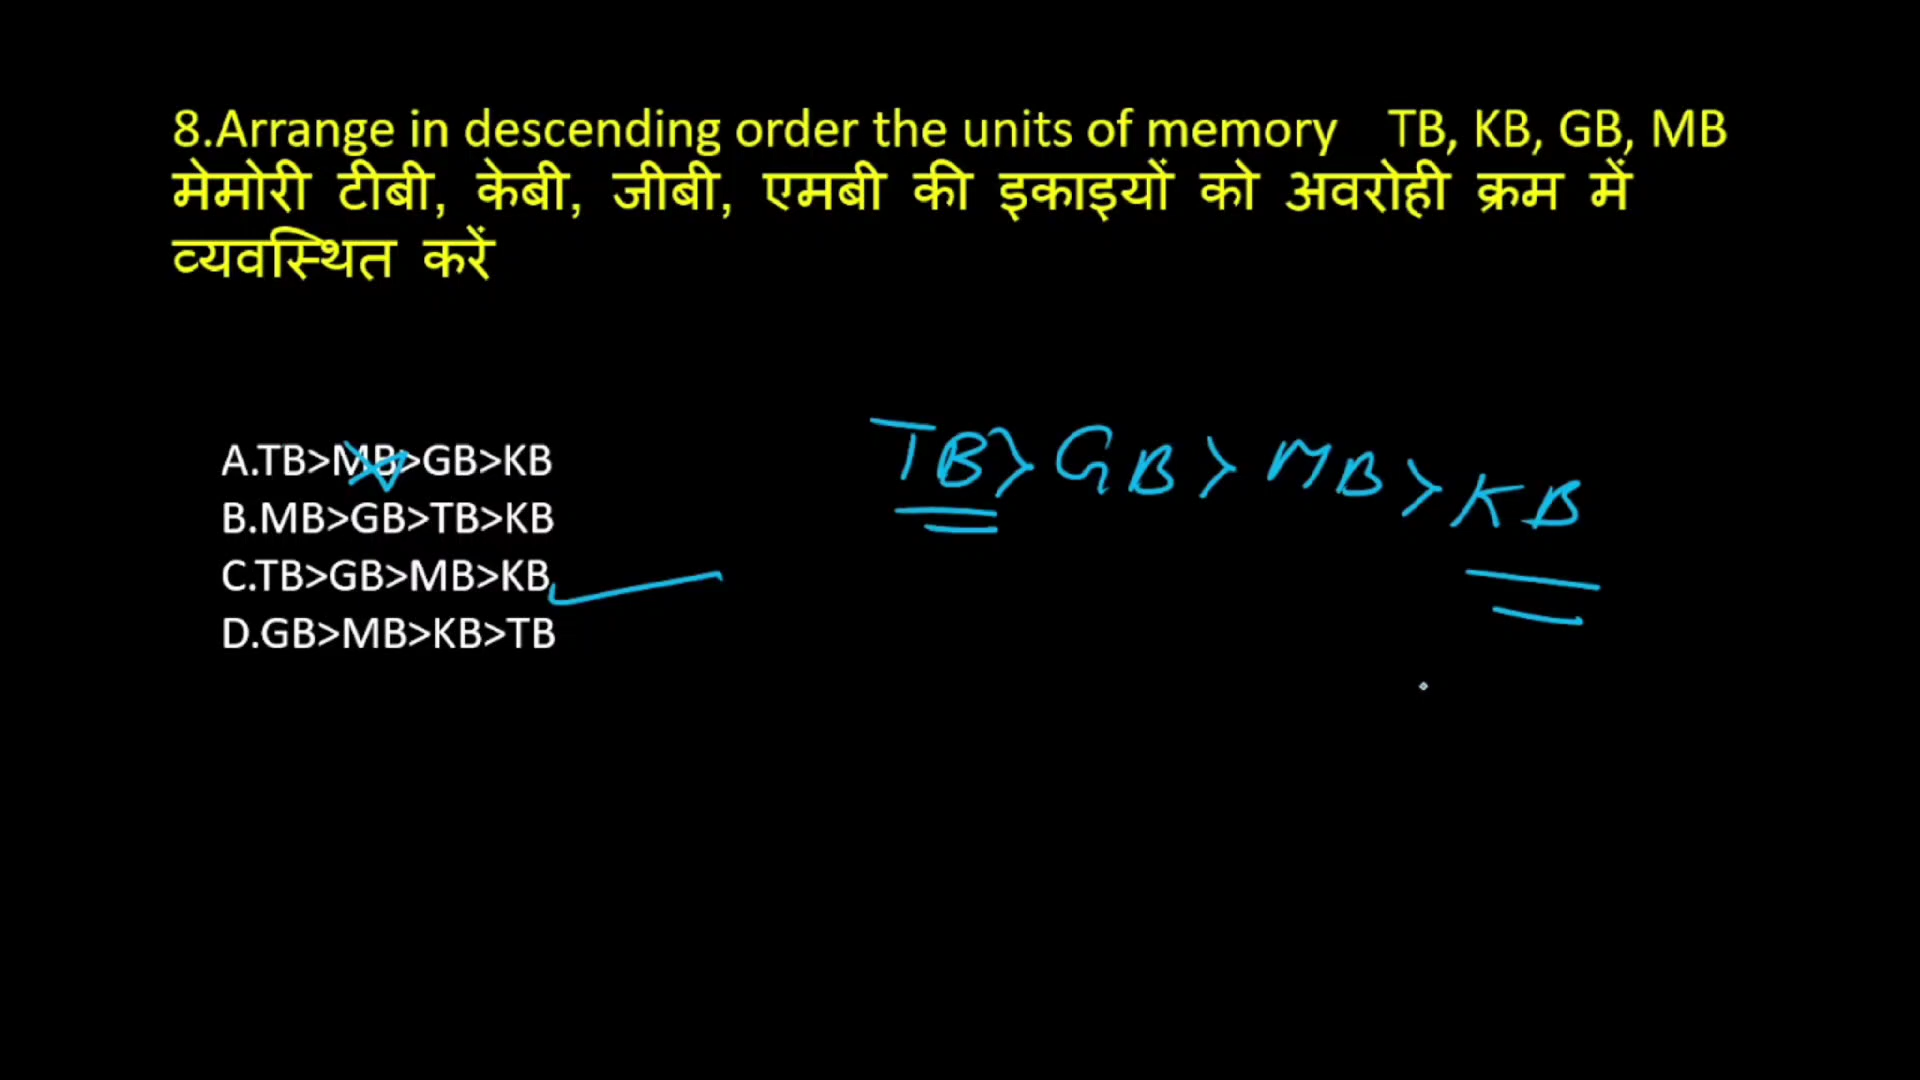 8.Arrange in descending order the units of memory TB, KB, GB, MB
मेमोरी टीबी, केबी, जीबी, एमबी की इकाइयों को अवरोही क्रम में
व्यवस्थित करें
A.TB>MB>GB>KB
B.MB>GB>TB>KB
C.TB>GB>MB>KB
D.GB>MB>KB>TB
TB>GB>MB>KB